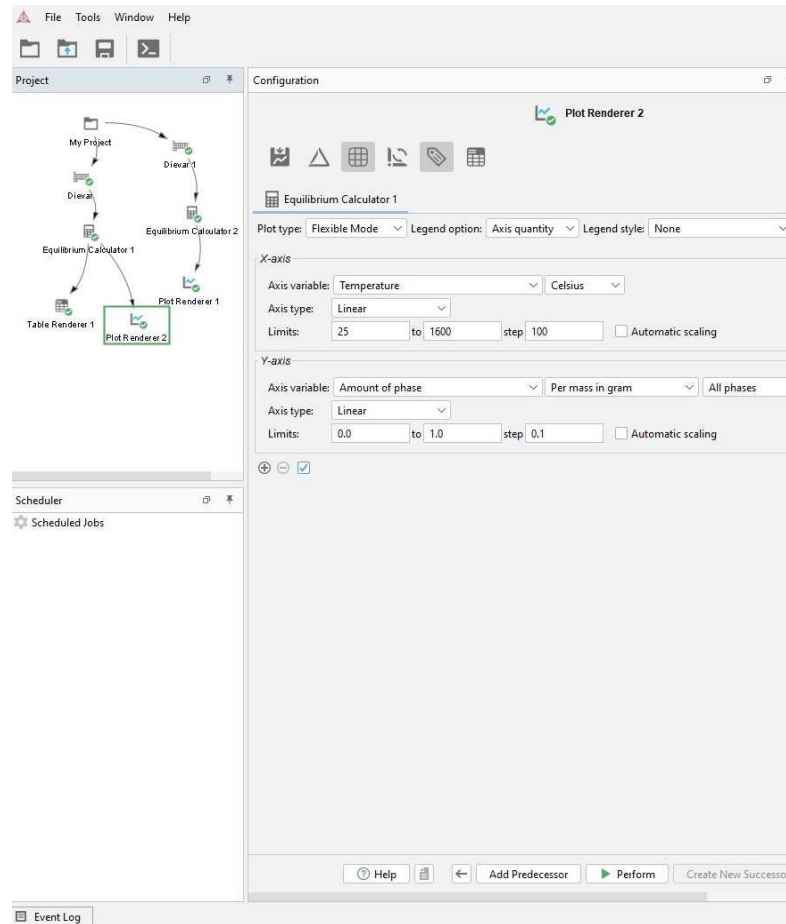 File Tools Window Help
Project
My Project
Dievar 1
Dievar
Equilibrium Calculator 2
Equilibrium Calculator 1
Plot Renderer 1
Table Renderer 1
Plot Renderer 2
Scheduler
Scheduled Jobs
Configuration
Plot Renderer 2
Equilibrium Calculator 1
Plot type: Flexible Mode Legend option: Axis quantity Legend style: None
X-axis
Axis variable: Temperature Celsius
Axis type: Linear
Limits: 25 to 1600 step 100 Automatic scaling
Y-axis
Axis variable: Amount of phase Per mass in gram All phases
Axis type: Linear
Limits: 0.0 to 1.0 step 0.1 Automatic scaling
Help Add Predecessor Perform Create New Successo
Event Log